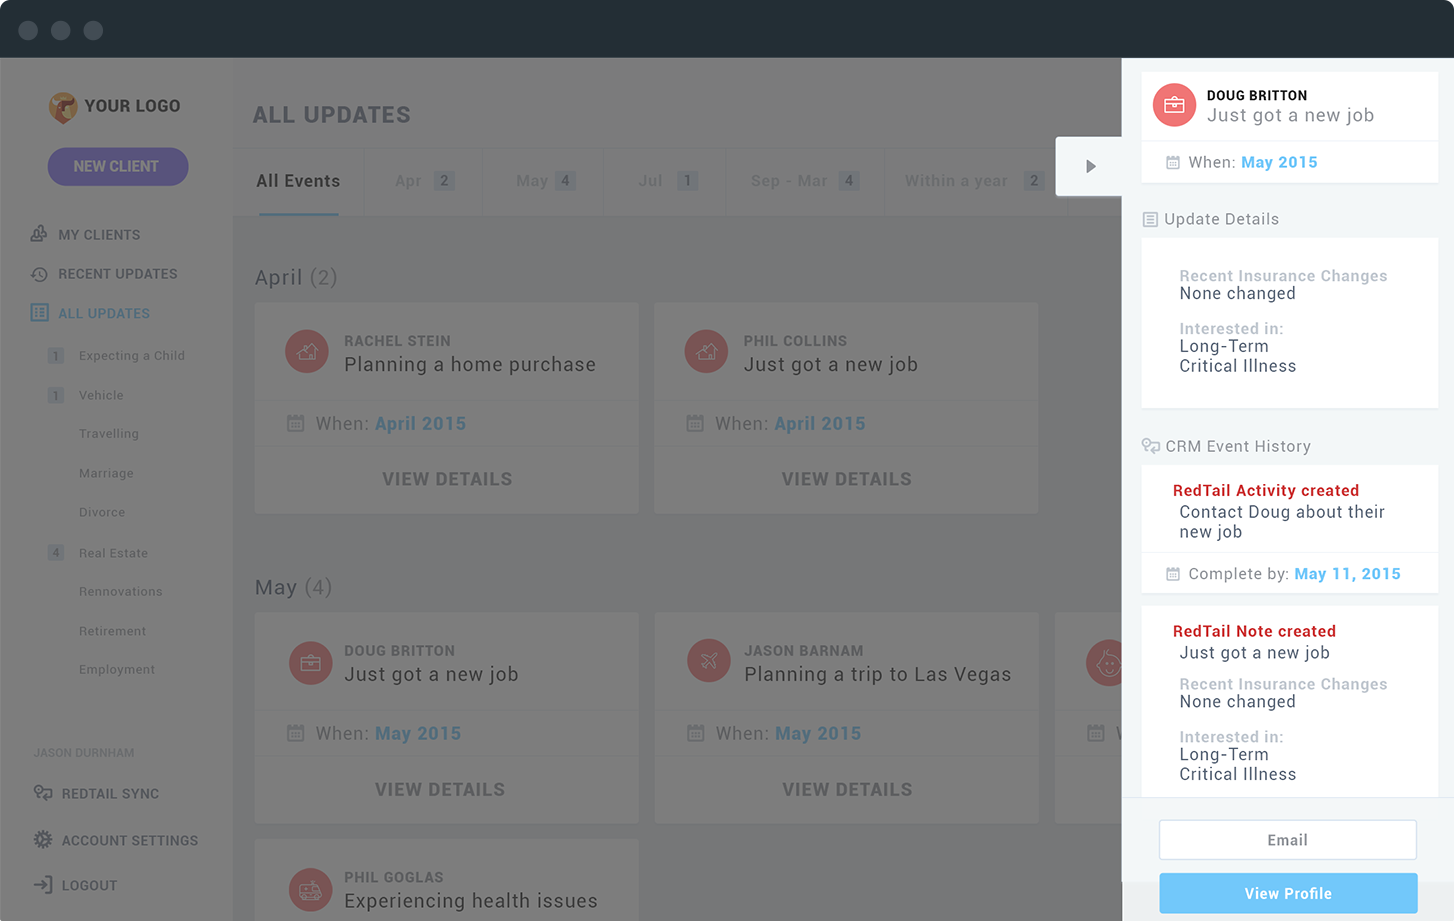 YOUR LOGO
NEW CLIENT
MY CLIENTS
RECENT UPDATES
ALL UPDATES
1 Expecting a Child
1 Vehicle
Travelling
Marriage
Divorce
4 Real Estate
Rennovations
Retirement
Employment
JASON DURNHAM
REDTAIL SYNC
ACCOUNT SETTINGS
LOGOUT
ALL UPDATES
All Events Apr 2 May 4 Jul 1 Sep - Mar 4 Within a year 2
April (2)
RACHEL STEIN
Planning a home purchase
When: April 2015
VIEW DETAILS
PHIL COLLINS
Just got a new job
When: April 2015
VIEW DETAILS
May (4)
DOUG BRITTON
Just got a new job
When: May 2015
VIEW DETAILS
JASON BARNAM
Planning a trip to Las Vegas
When: May 2015
VIEW DETAILS
PHIL GOGLAS
Experiencing health issues
DOUG BRITTON
Just got a new job
When: May 2015
Update Details
Recent Insurance Changes
None changed
Interested in:
Long-Term
Critical Illness
CRM Event History
RedTail Activity created
Contact Doug about their
new job
Complete by: May 11, 2015
RedTail Note created
Just got a new job
Recent Insurance Changes
None changed
Interested in:
Long-Term
Critical Illness
Email
View Profile